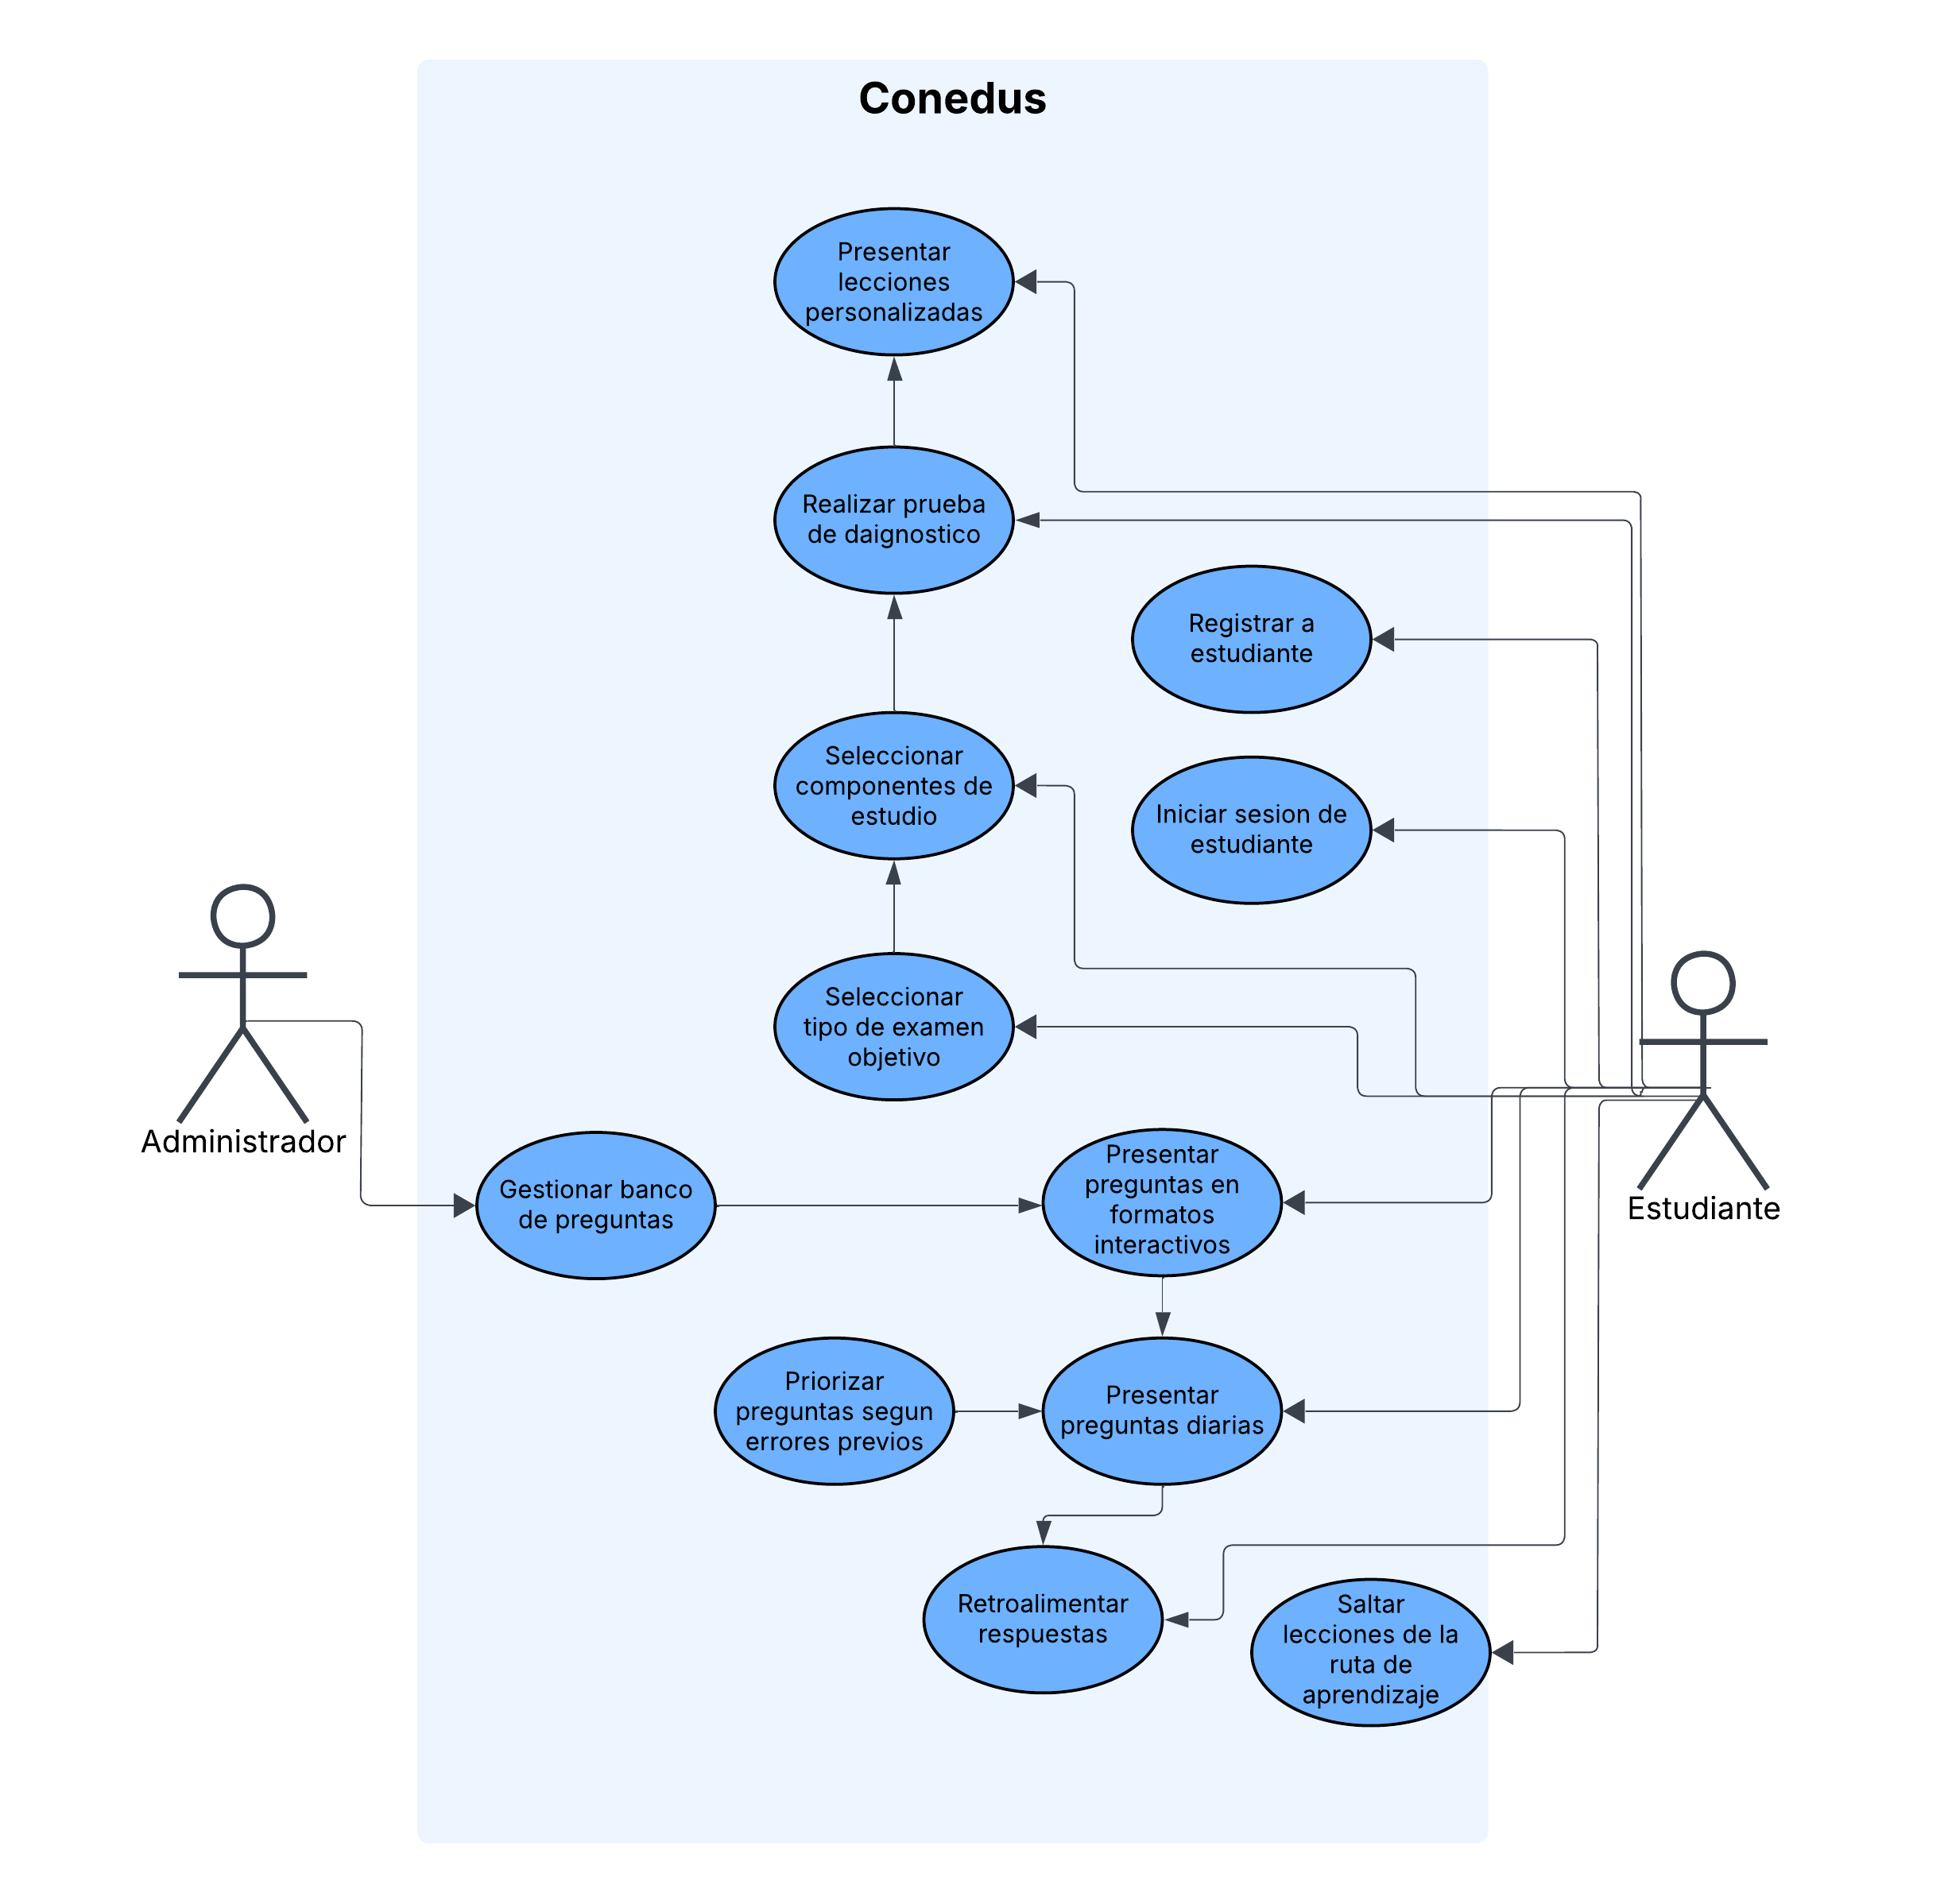 Conedus
Presentar
lecciones
personalizadas
Realizar prueba
de daignostico
Registrar a
estudiante
Seleccionar
componentes de
estudio
Iniciar sesion de
estudiante
Seleccionar
tipo de examen
objetivo
Administrador
Gestionar banco
de preguntas
Presentar
preguntas en
formatos
interactivos
Estudiante
Priorizar
preguntas segun
errores previos
Presentar
preguntas diarias
Retroalimentar
respuestas
Saltar
lecciones de la
ruta de
aprendizaje